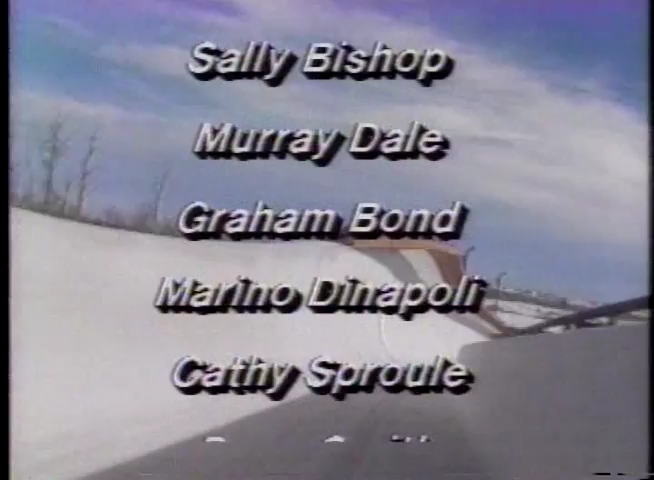 Sally Bishop
Murray Dale
Graham Bond
Marino Dinapoli
Cathy Sproule